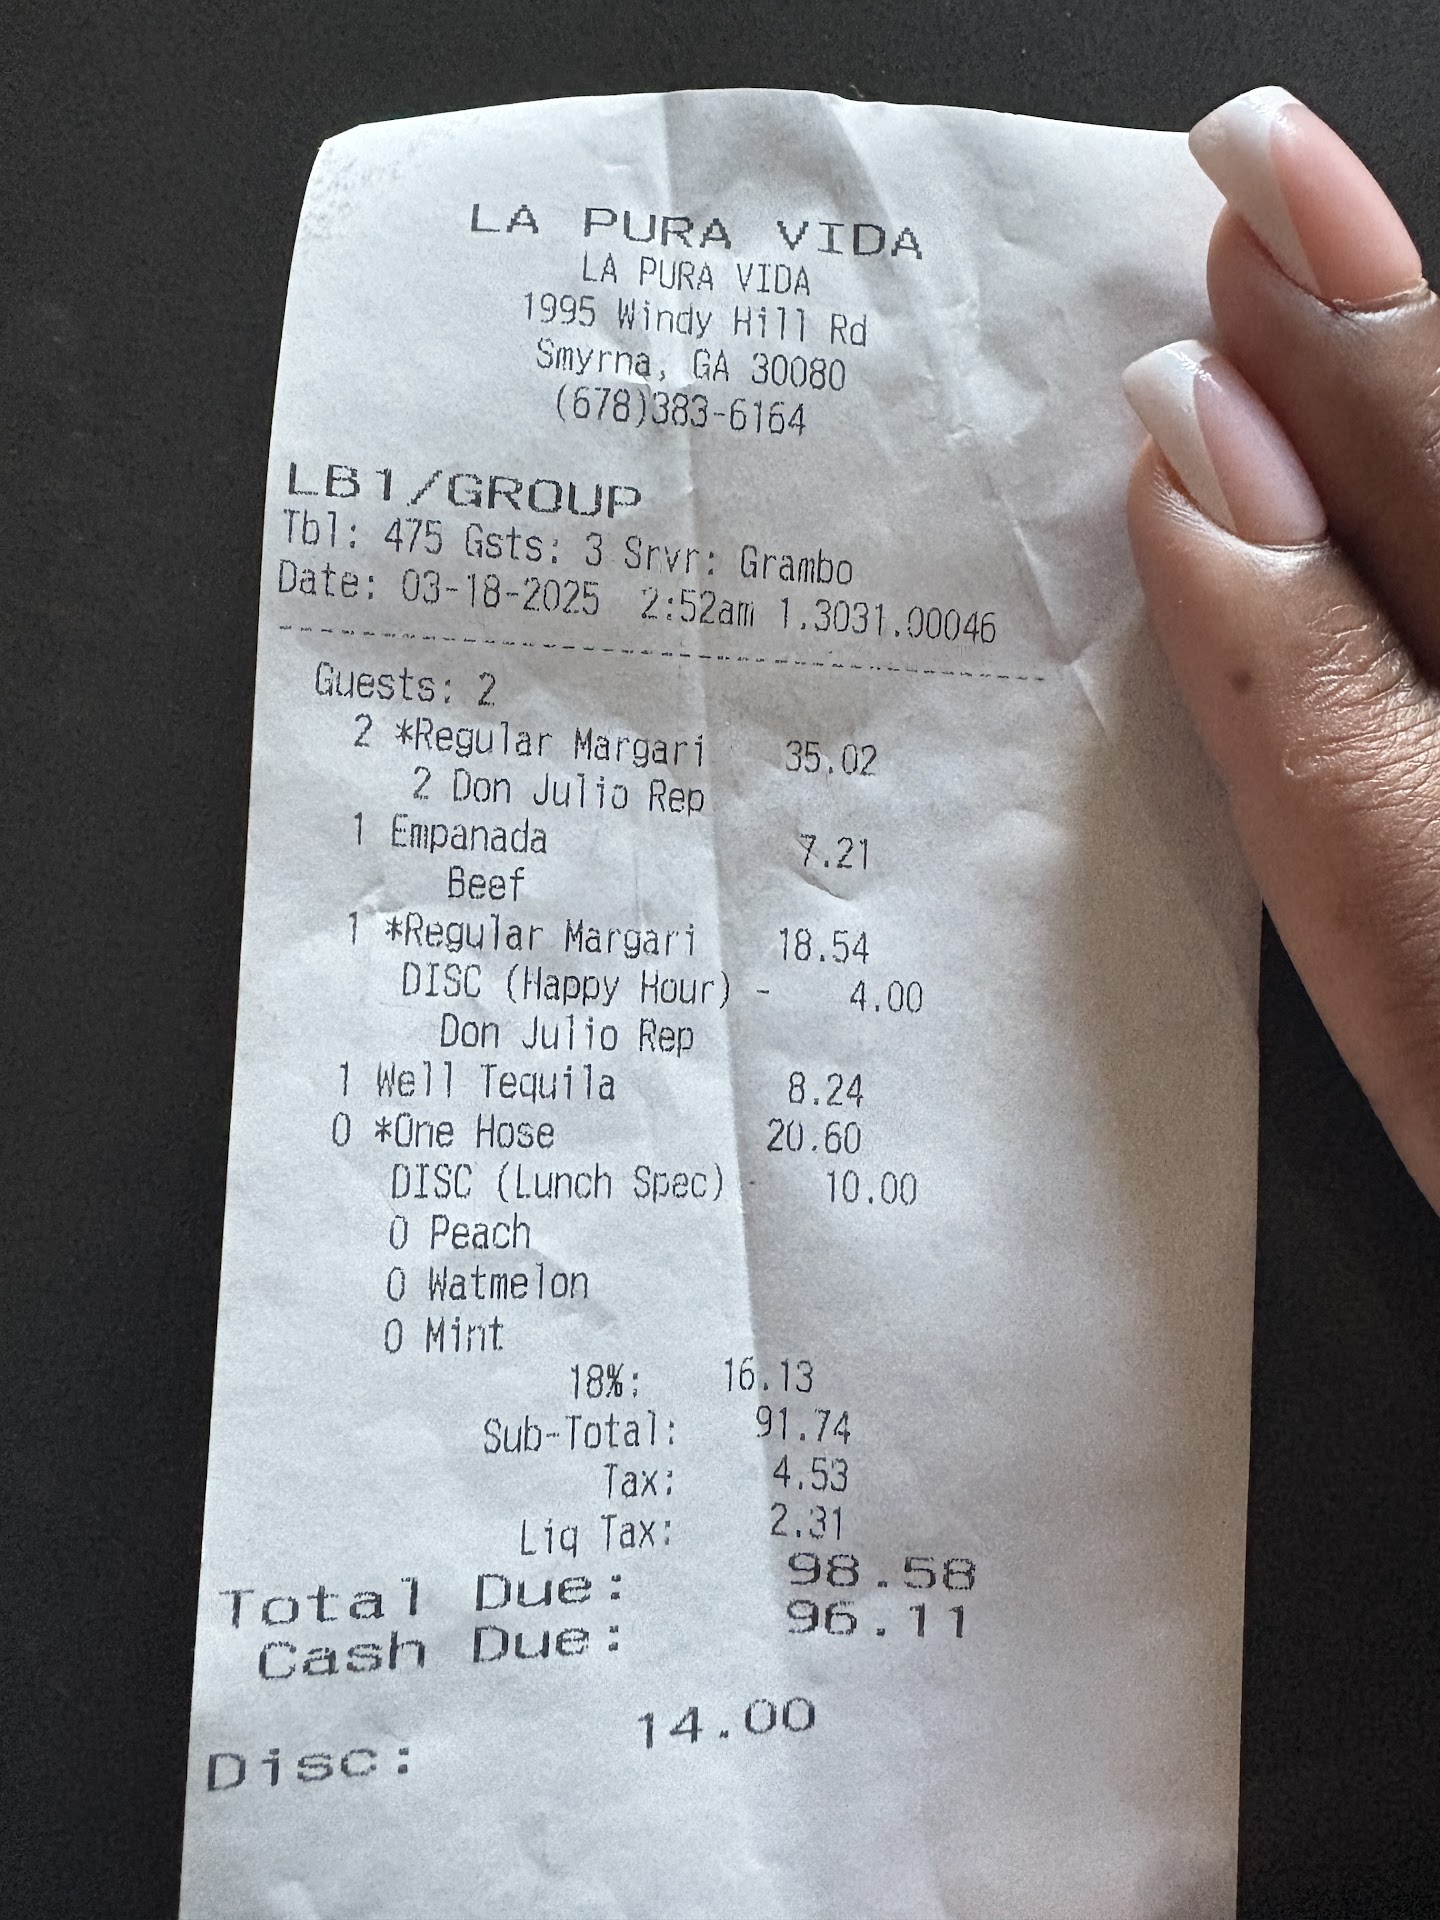 LA PURA VIDA
LA PURA VIDA
1995 Windy Hill Rd
Smyrna, GA 30080
(678)383-6164
LB1/GROUP
Tbl: 475 Gsts: 3 Srvr: Grambo
Date: 03-18-2025 2:52am 1.3031.00046
Guests: 2
2 *Regular Margari 35.02
2 Don Julio Rep
1 Empanada 7.21
Beef
1 *Regular Margari 18.54
DISC (Happy Hour) - 4.00
Don Julio Rep
1 Well Tequila 8.24
0 *One Hose 20.60
DISC (Lunch Spec) - 10.00
0 Peach
0 Watmelon
0 Mint
18%: 16.13
Sub-Total: 91.74
Tax: 4.53
Liq Tax: 2.31
Total Due: 98.58
Cash Due: 96.11
Disc: 14.00